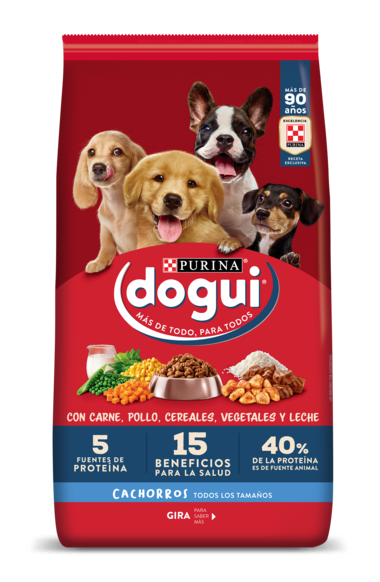 MÁS DE
90
años
EXCELENCIA
PURINA
RECETA
EXCLUSIVA
PURINA®
dogui®
MÁS DE TODO, PARA TODOS
CON CARNE, POLLO, CEREALES, VEGETALES Y LECHE
5
FUENTES DE
PROTEÍNA
15
BENEFICIOS
PARA LA SALUD
40%
DE LA PROTEÍNA
ES DE FUENTE ANIMAL
CACHORROS TODOS LOS TAMAÑOS
GIRA PARA
SABER
MÁS